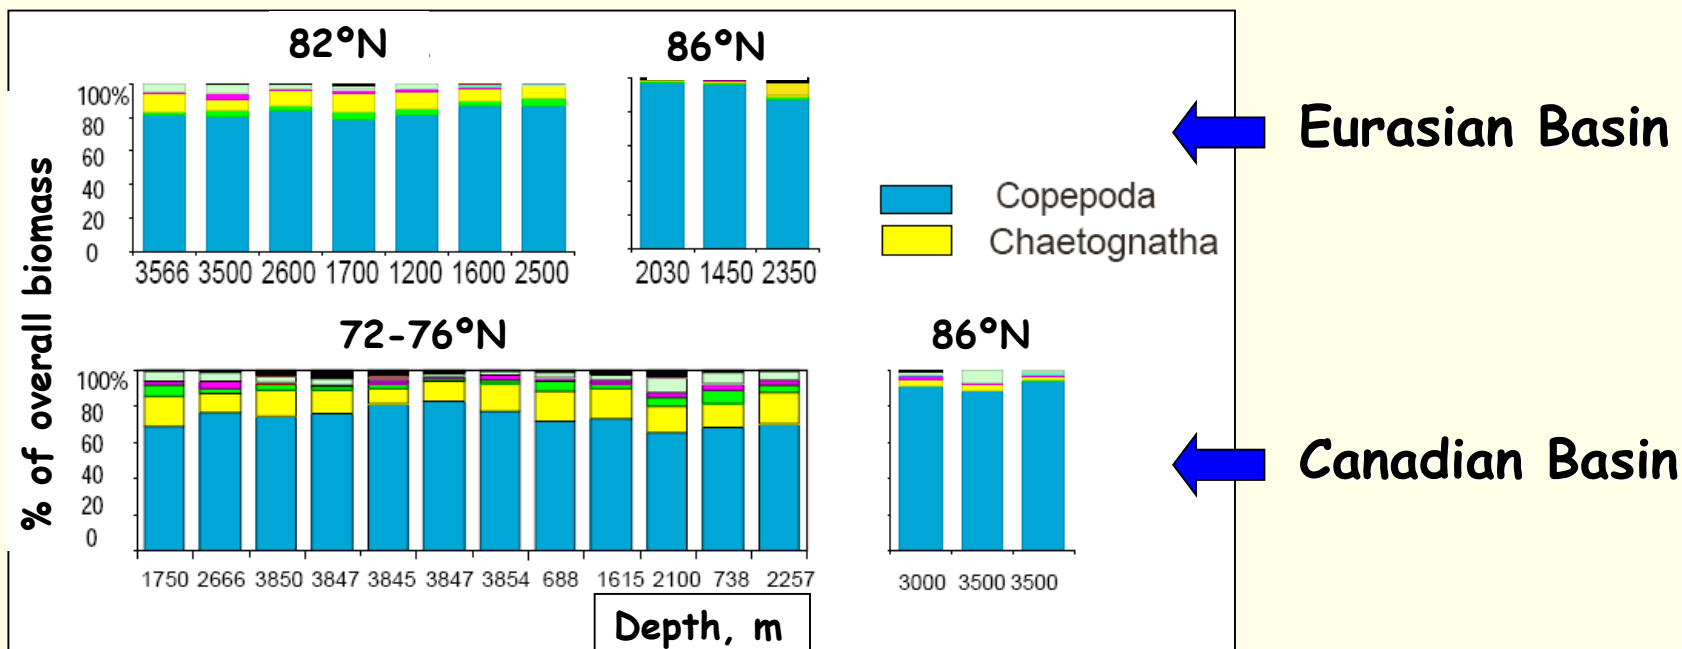 82°N
86°N
Eurasian Basin
100%
80
60
40
20
0
3566 3500 2600 1700 1200 1600 2500
2030 1450 2350
Copepoda
Chaetognatha
% of overall biomass
72-76°N
86°N
Canadian Basin
100%
80
60
40
20
0
1750 2666 3850 3847 3845 3847 3854 688 1615 2100 738 2257
3000 3500 3500
Depth, m